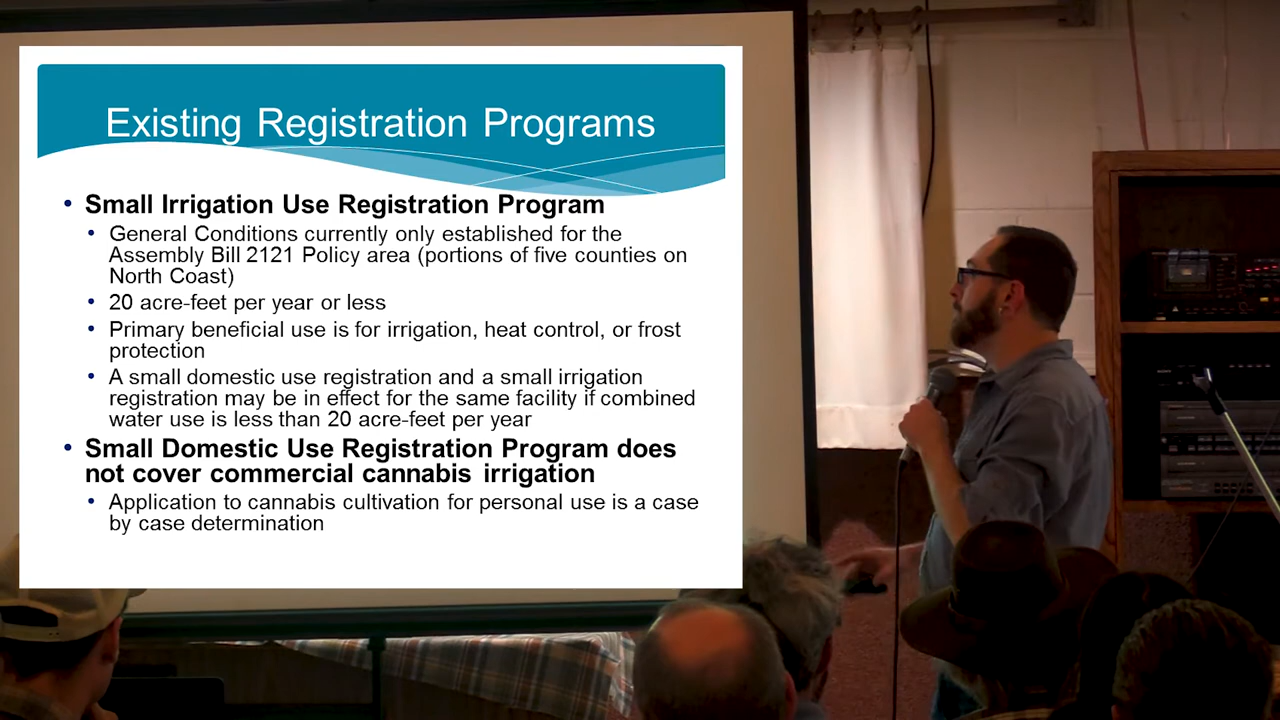 Existing Registration Programs
• Small Irrigation Use Registration Program
• General Conditions currently only established for the
Assembly Bill 2121 Policy area (portions of five counties on
North Coast)
• 20 acre-feet per year or less
• Primary beneficial use is for irrigation, heat control, or frost
protection
• A small domestic use registration and a small irrigation
registration may be in effect for the same facility if combined
water use is less than 20 acre-feet per year
• Small Domestic Use Registration Program does
not cover commercial cannabis irrigation
• Application to cannabis cultivation for personal use is a case
by case determination